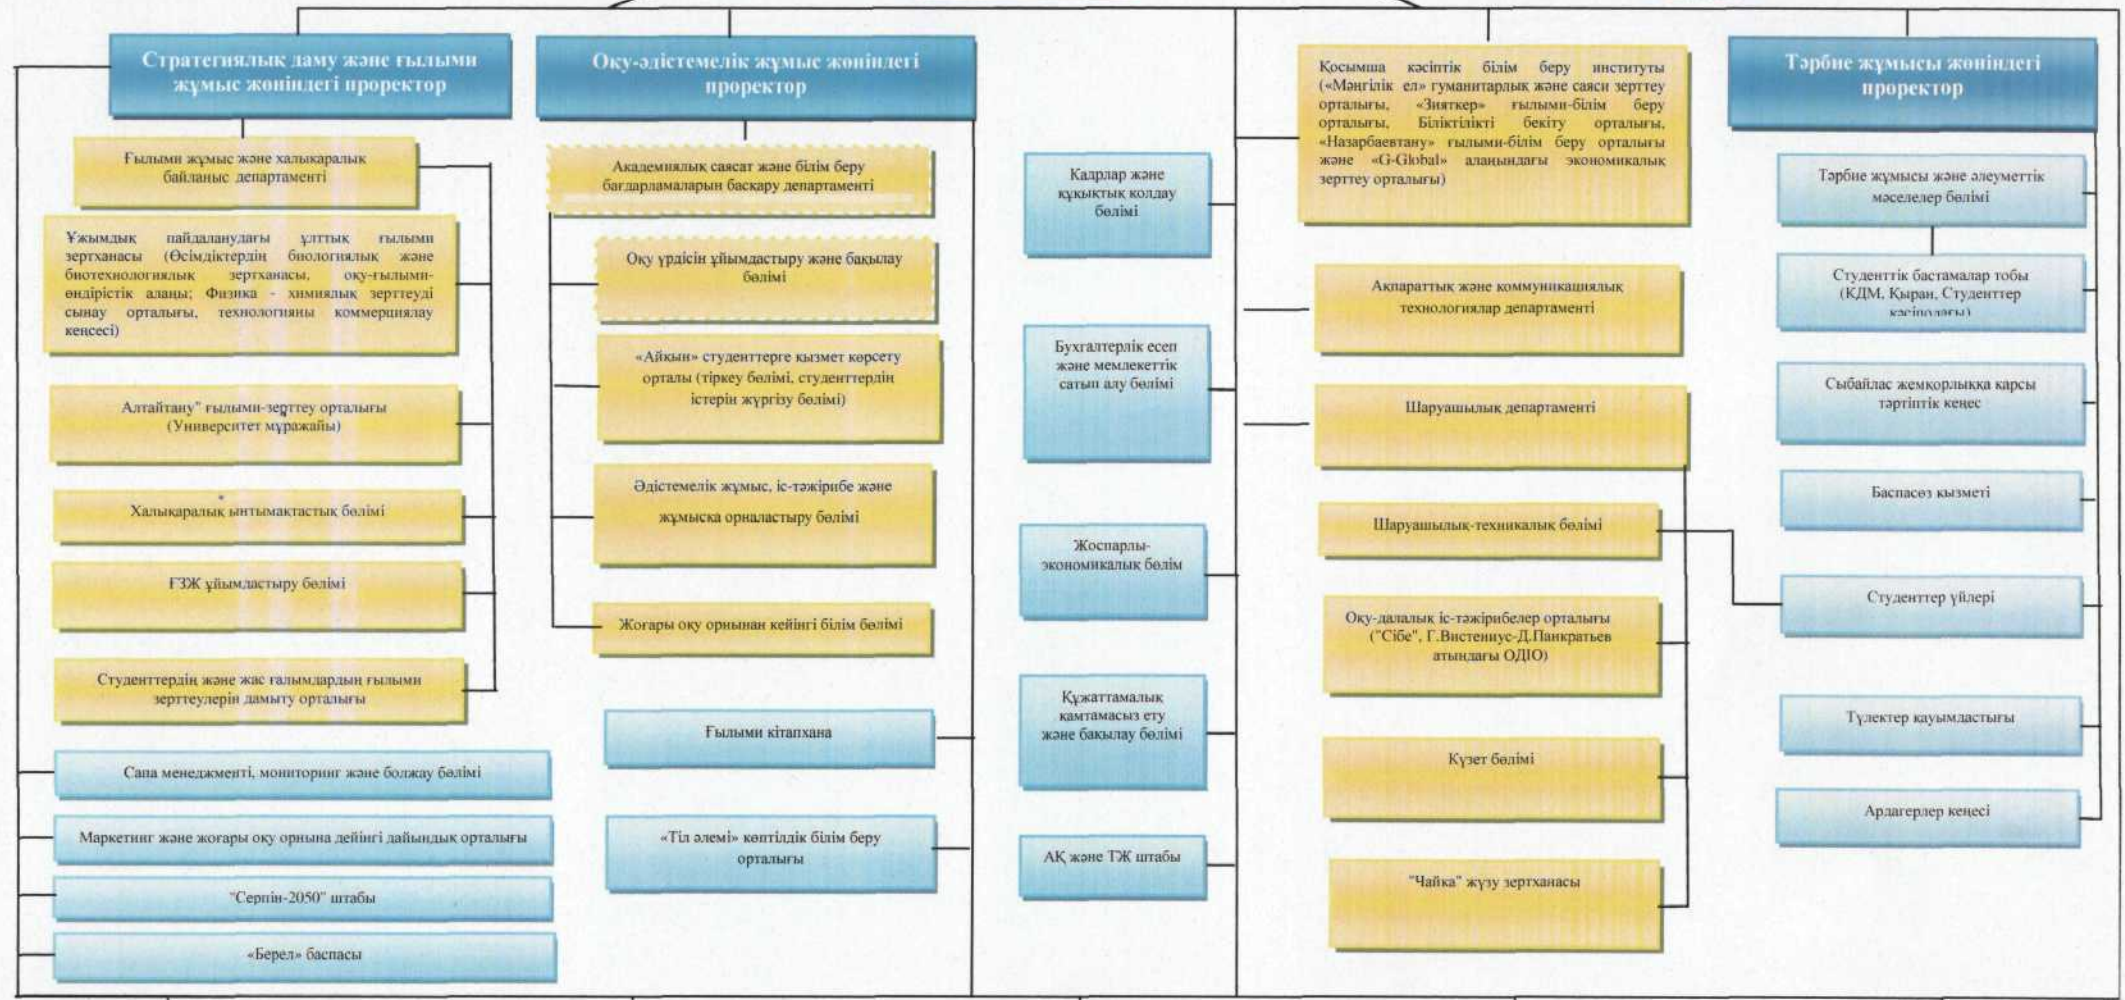 Стратегиялық даму және ғылыми
жұмыс жөніндегі проректор
Ғылыми жұмыс және халықаралық
байланыс департаменті
Ұжымдық пайдаланудағы ұлттық ғылыми
зертханасы (Өсімдіктердің биологиялық және
биотехнологиялық зертханасы, оқу-ғылыми-
өндірістік алаңы; Физика - химиялық зерттеуді
сынау орталығы, технологияны коммерциялау
кеңсесі)
Алтайтану" ғылыми-зерттеу орталығы
(Университет мұражайы)
Халықаралық ынтымақтастық бөлімі
ҒЗЖ ұйымдастыру бөлімі
Студенттердің және жас ғалымдардың ғылыми
зерттеулерін дамыту орталығы
Сапа менеджменті, мониторинг және болжау бөлімі
Маркетинг және жоғары оқу орнына дейінгі дайындық орталығы
"Серпін-2050" штабы
«Берел» баспасы
Оқу-әдістемелік жұмыс жөніндегі
проректор
Академиялық саясат және білім беру
бағдарламаларын басқару департаменті
Оқу үрдісін ұйымдастыру және бақылау
бөлімі
«Айқын» студенттерге қызмет көрсету
орталы (тіркеу бөлімі, студенттердің
істерін жүргізу бөлімі)
Әдістемелік жұмыс, іс-тәжірибе және
жұмысқа орналастыру бөлімі
Жоғары оқу орнынан кейінгі білім бөлімі
Ғылыми кітапхана
«Тіл әлемі» көптілдік білім беру
орталығы
Кадрлар және
құқықтық қолдау
бөлімі
Бухгалтерлік есеп
және мемлекеттік
сатып алу бөлімі
Жоспарлы-
экономикалық бөлім
Құжаттамалық
қамтамасыз ету
және бақылау бөлімі
АҚ және ТЖ штабы
Қосымша кәсіптік білім беру институты
(«Мәңгілік ел» гуманитарлық және саяси зерттеу
орталығы, «Зияткер» ғылыми-білім беру
орталығы, Біліктілікті бекіту орталығы,
«Назарбаевтану» ғылыми-білім беру орталығы
және «G-Global» алаңындағы экономикалық
зерттеу орталығы)
Ақпараттық және коммуникациялық
технологиялар департаменті
Шаруашылық департаменті
Шаруашылық-техникалық бөлімі
Оқу-далалық іс-тәжірибелер орталығы
("Сібе", Г.Вистениус-Д.Панкратьев
атындағы ОДІО)
Күзет бөлімі
"Чайка" жүзу зертханасы
Тәрбие жұмысы жөніндегі
проректор
Тәрбие жұмысы және әлеуметтік
мәселелер бөлімі
Студенттік бастамалар тобы
(ҚДМ, Қыран, Студенттер
кәсіподағы)
Сыбайлас жемқорлыққа қарсы
тәртіптік кеңес
Баспасөз қызметі
Студенттер үйлері
Түлектер қауымдастығы
Ардагерлер кеңесі